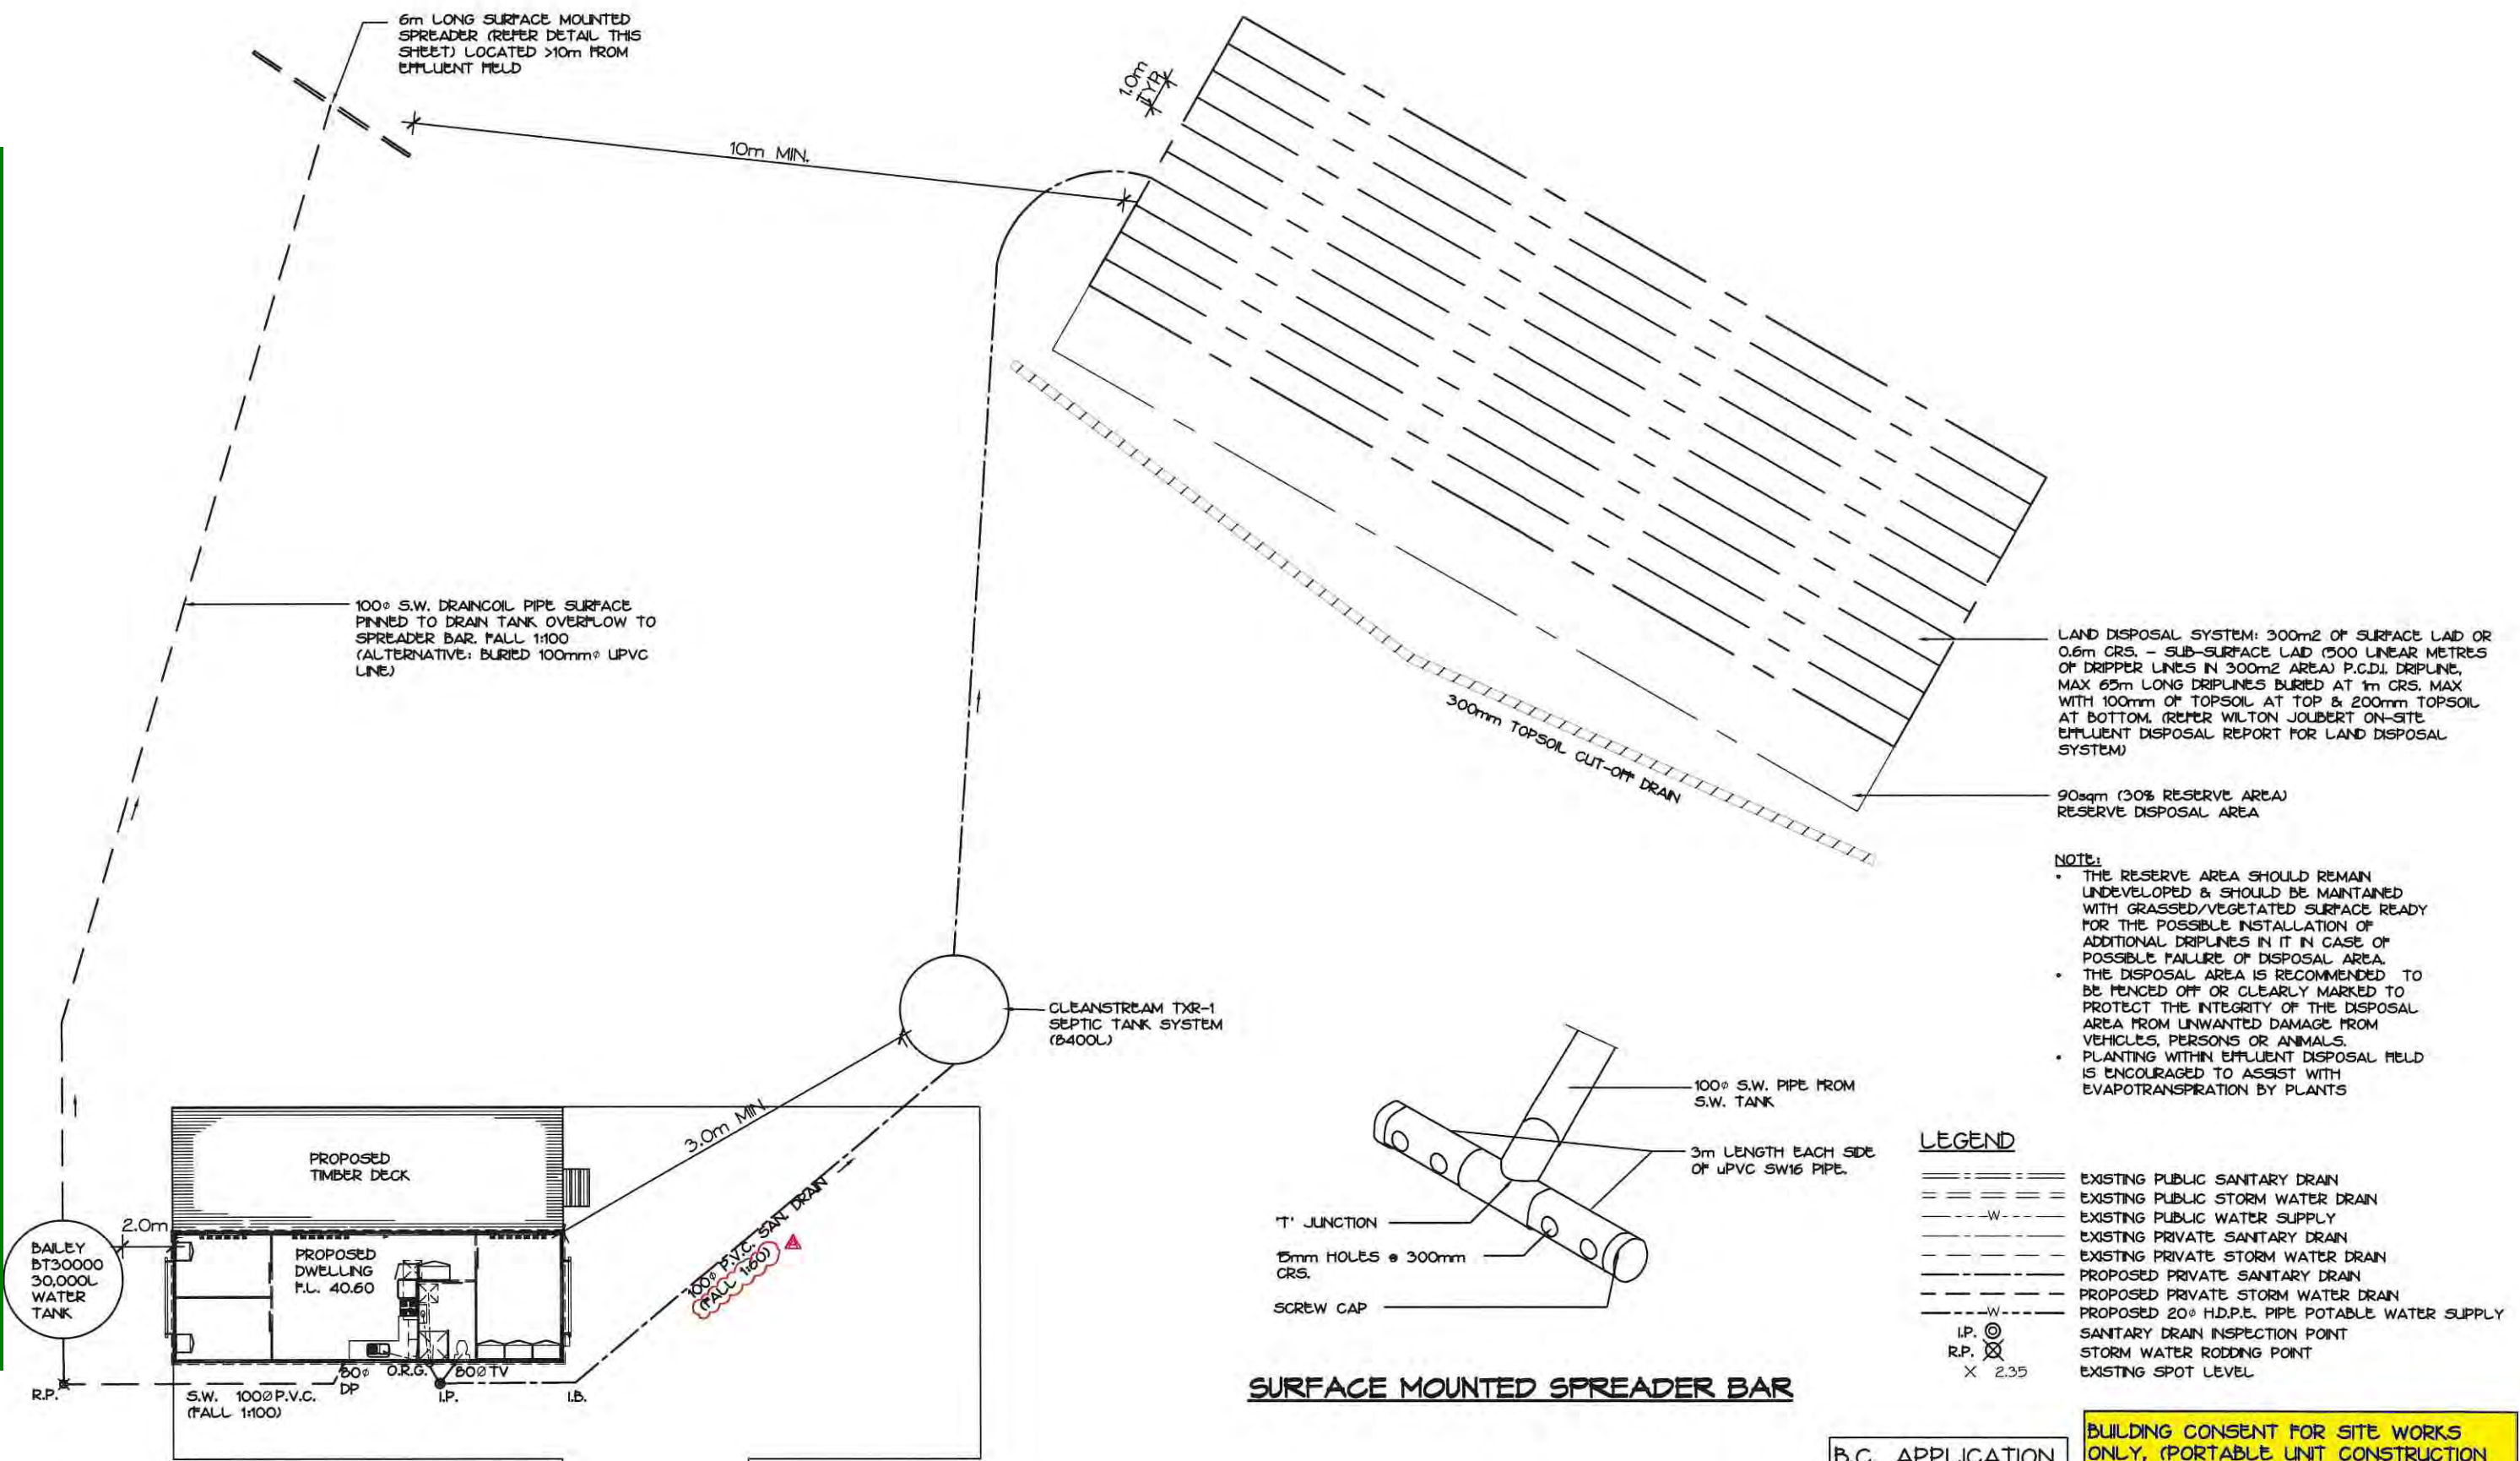 6m LONG SURFACE MOUNTED
SPREADER (REFER DETAIL THIS
SHEET) LOCATED >10m FROM
EFFLUENT FIELD
1.0m
TYP.
10m MIN.
100ø S.W. DRAINCOIL PIPE SURFACE
PINNED TO DRAIN TANK OVERFLOW TO
SPREADER BAR. FALL 1:100
(ALTERNATIVE: BURIED 100mmø UPVC
LINE)
LAND DISPOSAL SYSTEM: 300m2 OF SURFACE LAID OR
0.6m CRS. - SUB-SURFACE LAID (500 LINEAR METRES
OF DRIPPER LINES IN 300m2 AREA) P.C.D.I. DRIPLINE,
MAX 65m LONG DRIPLINES BURIED AT 1m CRS. MAX
WITH 100mm OF TOPSOIL AT TOP & 200mm TOPSOIL
AT BOTTOM. (REFER WILTON JOUBERT ON-SITE
EFFLUENT DISPOSAL REPORT FOR LAND DISPOSAL
SYSTEM)
300mm TOPSOIL CUT-OFF DRAIN
90sqm (30% RESERVE AREA)
RESERVE DISPOSAL AREA
NOTE:
• THE RESERVE AREA SHOULD REMAIN
UNDEVELOPED & SHOULD BE MAINTAINED
WITH GRASSED/VEGETATED SURFACE READY
FOR THE POSSIBLE INSTALLATION OF
ADDITIONAL DRIPLINES IN IT IN CASE OF
POSSIBLE FAILURE OF DISPOSAL AREA.
• THE DISPOSAL AREA IS RECOMMENDED TO
BE FENCED OFF OR CLEARLY MARKED TO
PROTECT THE INTEGRITY OF THE DISPOSAL
AREA FROM UNWANTED DAMAGE FROM
VEHICLES, PERSONS OR ANIMALS.
• PLANTING WITHIN EFFLUENT DISPOSAL FIELD
IS ENCOURAGED TO ASSIST WITH
EVAPOTRANSPIRATION BY PLANTS
CLEANSTREAM TXR-1
SEPTIC TANK SYSTEM
(8400L)
3.0m MIN.
PROPOSED
TIMBER DECK
2.0m
BAILEY
BT30000
30,000L
WATER
TANK
PROPOSED
DWELLING
F.L. 40.60
100ø P.V.C. SAN. DRAIN
(FALL 1:60)
R.P.
S.W. 100Ø P.V.C.
(FALL 1:100)
80ø
DP
O.R.G.
80Ø TV
I.P.
I.B.
100ø S.W. PIPE FROM
S.W. TANK
3m LENGTH EACH SIDE
OF uPVC SW16 PIPE.
'T' JUNCTION
15mm HOLES @ 300mm
CRS.
SCREW CAP
SURFACE MOUNTED SPREADER BAR
LEGEND
EXISTING PUBLIC SANITARY DRAIN
EXISTING PUBLIC STORM WATER DRAIN
W EXISTING PUBLIC WATER SUPPLY
EXISTING PRIVATE SANITARY DRAIN
EXISTING PRIVATE STORM WATER DRAIN
PROPOSED PRIVATE SANITARY DRAIN
PROPOSED PRIVATE STORM WATER DRAIN
W PROPOSED 20ø H.D.P.E. PIPE POTABLE WATER SUPPLY
I.P. SANITARY DRAIN INSPECTION POINT
R.P. STORM WATER RODDING POINT
X 2.35 EXISTING SPOT LEVEL
B.C. APPLICATION
BUILDING CONSENT FOR SITE WORKS
ONLY, (PORTABLE UNIT CONSTRUCTION